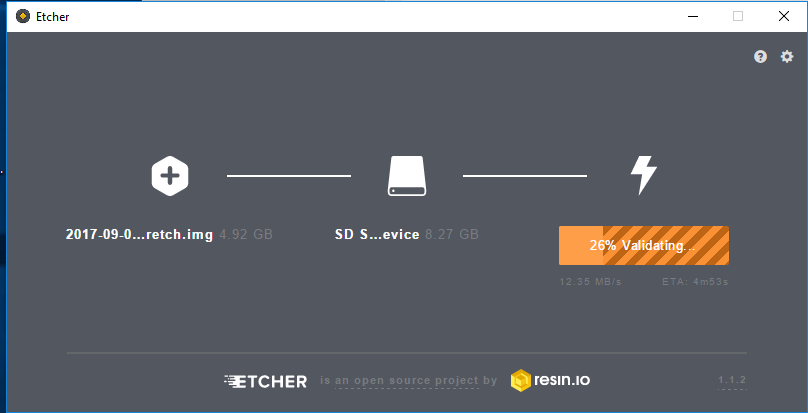 Etcher
2017-09-0...retch.img 4.92 GB
SD S...evice 8.27 GB
26% Validating...
12.35 MB/s ETA: 4m53s
ETCHER is an open source project by resin.io
1.1.2